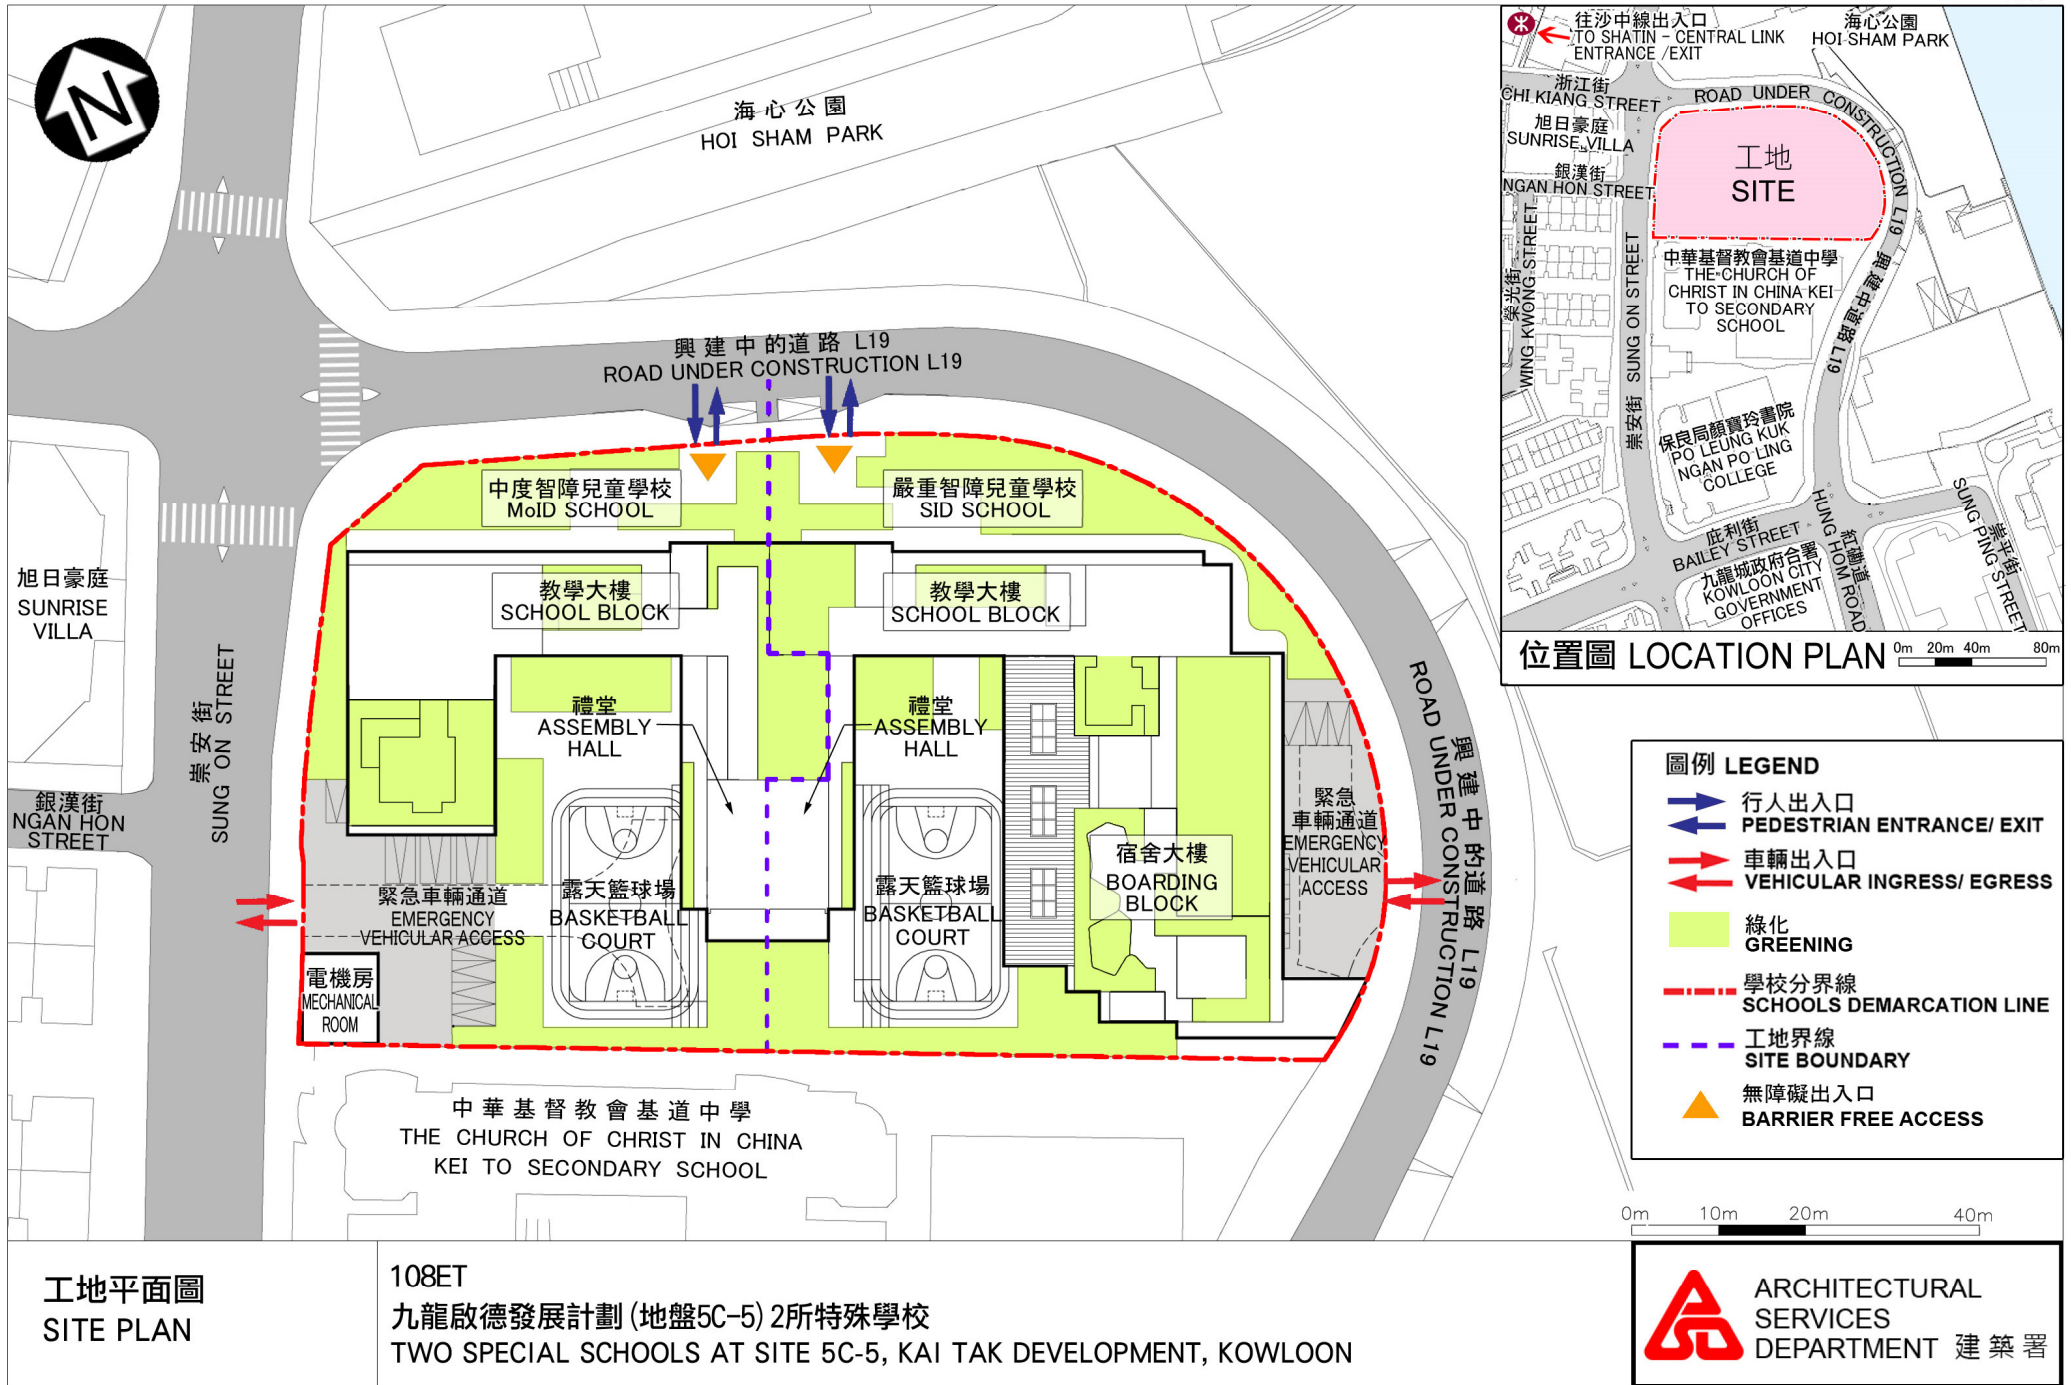 N
海心公園
HOI SHAM PARK
興建中的道路 L19
ROAD UNDER CONSTRUCTION L19
中度智障兒童學校
MoID SCHOOL
嚴重智障兒童學校
SID SCHOOL
教學大樓
SCHOOL BLOCK
教學大樓
SCHOOL BLOCK
旭日豪庭
SUNRISE
VILLA
崇安街
SUNG ON STREET
銀漢街
NGAN HON
STREET
禮堂
ASSEMBLY
HALL
禮堂
ASSEMBLY
HALL
緊急車輛通道
EMERGENCY
VEHICULAR ACCESS
露天籃球場
BASKETBALL
COURT
露天籃球場
BASKETBALL
COURT
宿舍大樓
BOARDING
BLOCK
緊急
車輛通道
EMERGENCY
VEHICULAR
ACCESS
興建中的道路 L19
ROAD UNDER CONSTRUCTION L19
電機房
MECHANICAL
ROOM
中華基督教會基道中學
THE CHURCH OF CHRIST IN CHINA
KEI TO SECONDARY SCHOOL
往沙中線出入口
TO SHATIN - CENTRAL LINK
ENTRANCE /EXIT
海心公園
HOI SHAM PARK
浙江街
CHI KIANG STREET
ROAD UNDER CONSTRUCTION L19
興建中道路 L19
旭日豪庭
SUNRISE VILLA
銀漢街
NGAN HON STREET
工地
SITE
榮光街
WING KWONG STREET
崇安街 SUNG ON STREET
中華基督教會基道中學
THE CHURCH OF
CHRIST IN CHINA KEI
TO SECONDARY
SCHOOL
保良局顏寶玲書院
PO LEUNG KUK
NGAN PO LING
COLLEGE
庇利街
BAILEY STREET
紅磡道
HUNG HOM ROAD
崇平街
SUNG PING STREET
九龍城政府合署
KOWLOON CITY
GOVERNMENT
OFFICES
位置圖 LOCATION PLAN
0m 20m 40m 80m
圖例 LEGEND
行人出入口
PEDESTRIAN ENTRANCE/ EXIT
車輛出入口
VEHICULAR INGRESS/ EGRESS
綠化
GREENING
學校分界線
SCHOOLS DEMARCATION LINE
工地界線
SITE BOUNDARY
無障礙出入口
BARRIER FREE ACCESS
0m 10m 20m 40m
工地平面圖
SITE PLAN
108ET
九龍啟德發展計劃(地盤5C-5)2所特殊學校
TWO SPECIAL SCHOOLS AT SITE 5C-5, KAI TAK DEVELOPMENT, KOWLOON
ARCHITECTURAL
SERVICES
DEPARTMENT 建築署